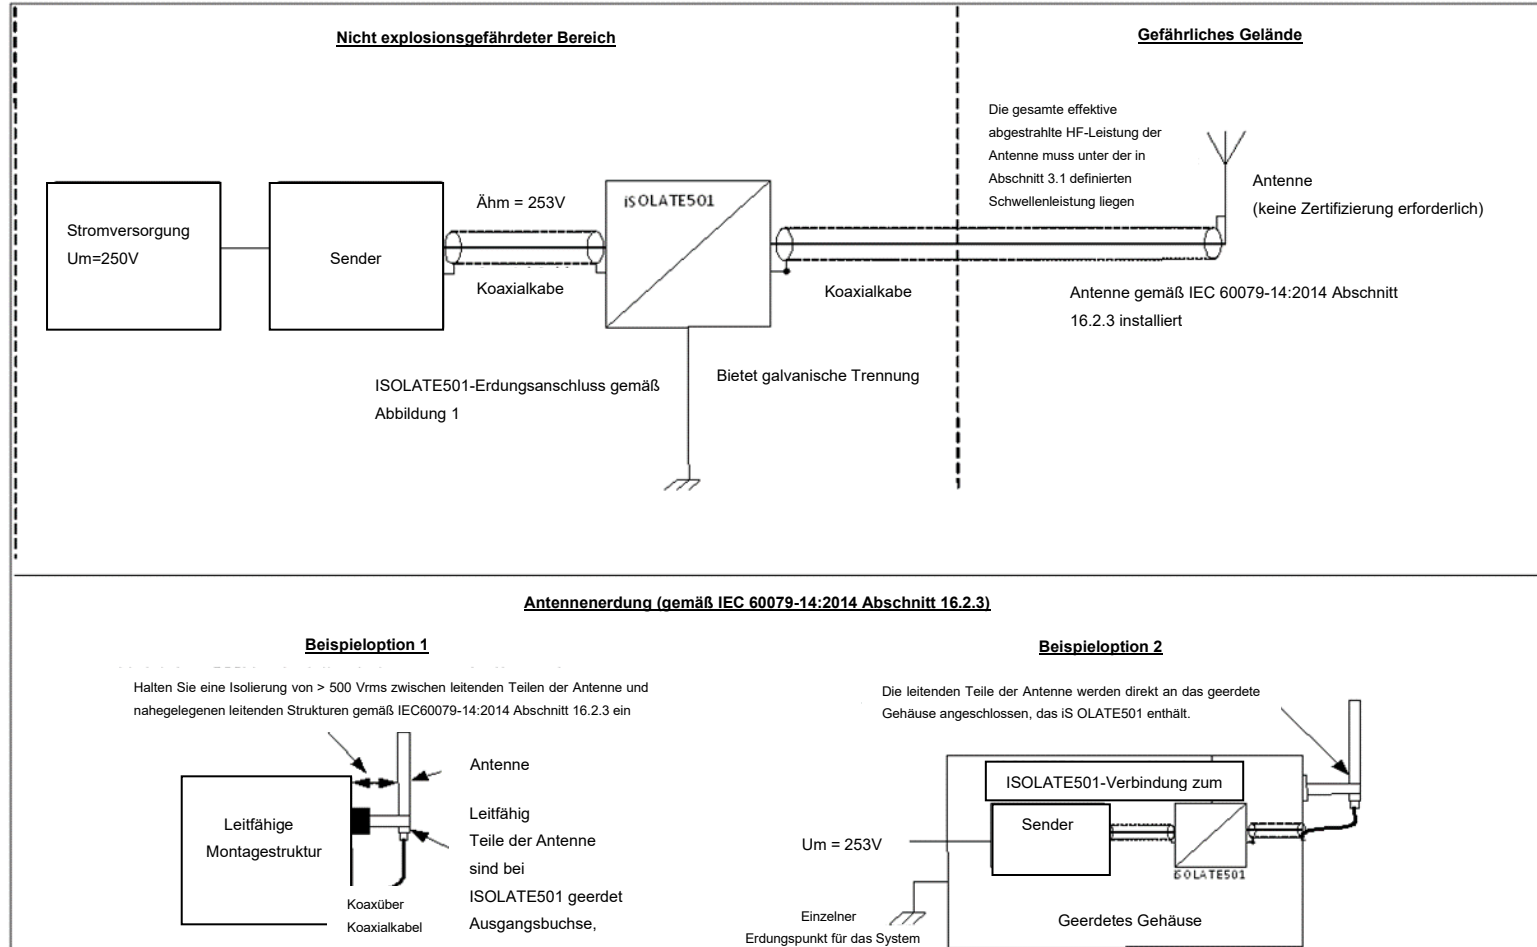 Nicht explosionsgefährdeter Bereich
Gefährliches Gelände
Die gesamte effektive
abgestrahlte HF-Leistung der
Antenne muss unter der in
Abschnitt 3.1 definierten
Schwellenleistung liegen
Antenne
(keine Zertifizierung erforderlich)
Stromversorgung
Um=250V
Sender
Ähm = 253V
iSOLATE501
Koaxialkabe
Koaxialkabe
Antenne gemäß IEC 60079-14:2014 Abschnitt
16.2.3 installiert
ISOLATE501-Erdungsanschluss gemäß
Abbildung 1
Bietet galvanische Trennung
Antennenerdung (gemäß IEC 60079-14:2014 Abschnitt 16.2.3)
Beispieloption 1
Halten Sie eine Isolierung von > 500 Vrms zwischen leitenden Teilen der Antenne und
nahegelegenen leitenden Strukturen gemäß IEC60079-14:2014 Abschnitt 16.2.3 ein
Antenne
Leitfähige
Montagestruktur
Leitfähig
Teile der Antenne
sind bei
ISOLATE501 geerdet
Ausgangsbuchse,
Koaxüber
Koaxialkabel
Beispieloption 2
Die leitenden Teile der Antenne werden direkt an das geerdete
Gehäuse angeschlossen, das iS OLATE501 enthält.
ISOLATE501-Verbindung zum
Sender
Um = 253V
iSOLATE501
Einzelner
Erdungspunkt für das System
Geerdetes Gehäuse